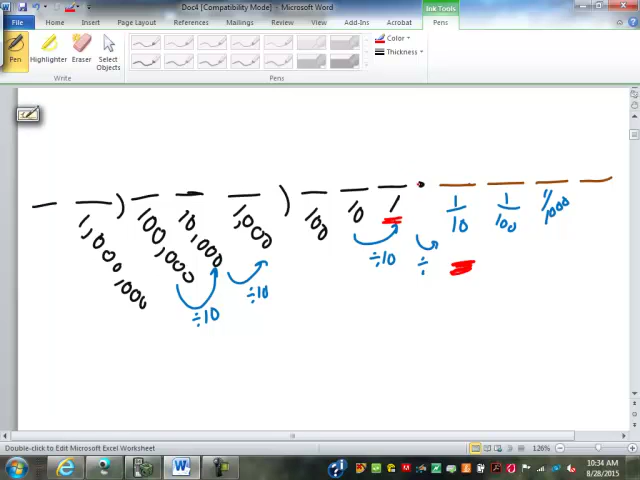 Doc4 [Compatibility Mode] - Microsoft Word
Ink Tools
File Home Insert Page Layout References Mailings Review View Add-Ins Acrobat Pens
Pen Highlighter Eraser Select Objects
Color
Thickness
Write
Pens
) ) .
1,000,000 100,000 10,000 1,000 100 10 1 1/10 1/100 1/1000
÷10 ÷10 ÷10 ÷
Double-click to Edit Microsoft Excel Worksheet
126%
10:34 AM
8/28/2015